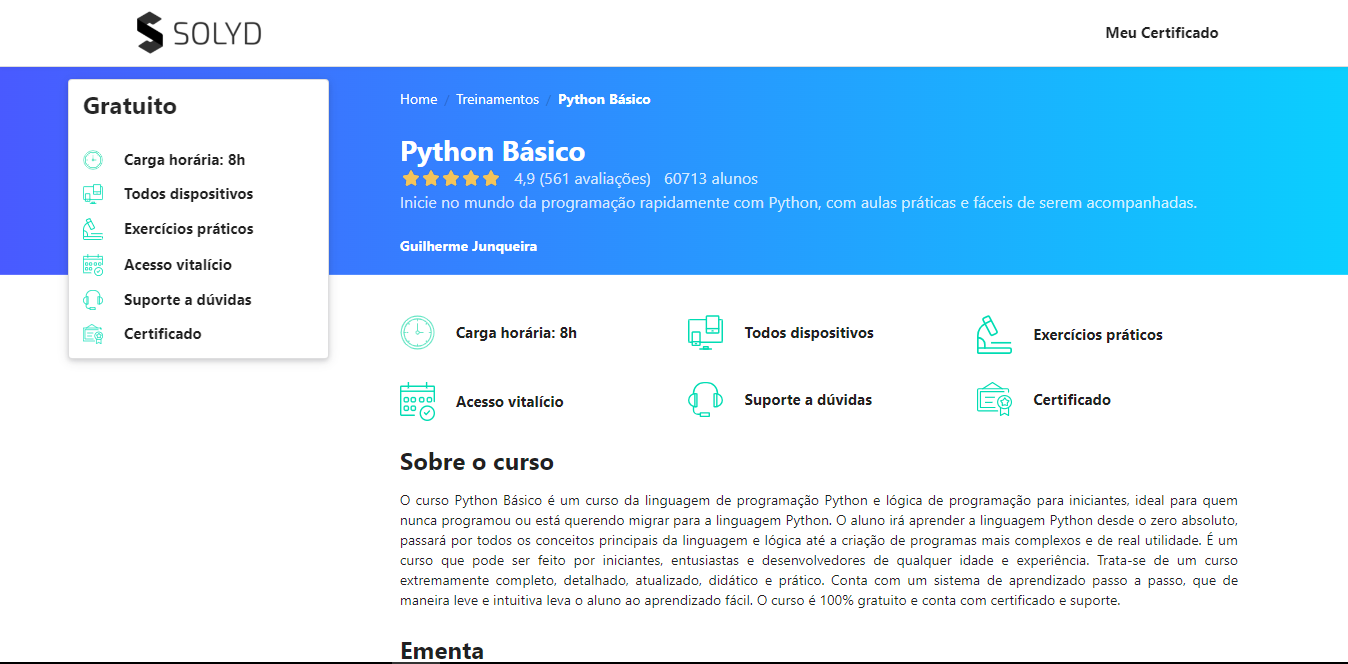 SOLYD
Meu Certificado
Gratuito
Carga horária: 8h
Todos dispositivos
Exercícios práticos
Acesso vitalício
Suporte a dúvidas
Certificado
Home / Treinamentos / Python Básico
Python Básico
4,9 (561 avaliações) 60713 alunos
Inicie no mundo da programação rapidamente com Python, com aulas práticas e fáceis de serem acompanhadas.
Guilherme Junqueira
Carga horária: 8h
Todos dispositivos
Exercícios práticos
Acesso vitalício
Suporte a dúvidas
Certificado
Sobre o curso
O curso Python Básico é um curso da linguagem de programação Python e lógica de programação para iniciantes, ideal para quem
nunca programou ou está querendo migrar para a linguagem Python. O aluno irá aprender a linguagem Python desde o zero absoluto,
passará por todos os conceitos principais da linguagem e lógica até a criação de programas mais complexos e de real utilidade. É um
curso que pode ser feito por iniciantes, entusiastas e desenvolvedores de qualquer idade e experiência. Trata-se de um curso
extremamente completo, detalhado, atualizado, didático e prático. Conta com um sistema de aprendizado passo a passo, que de
maneira leve e intuitiva leva o aluno ao aprendizado fácil. O curso é 100% gratuito e conta com certificado e suporte.
Ementa